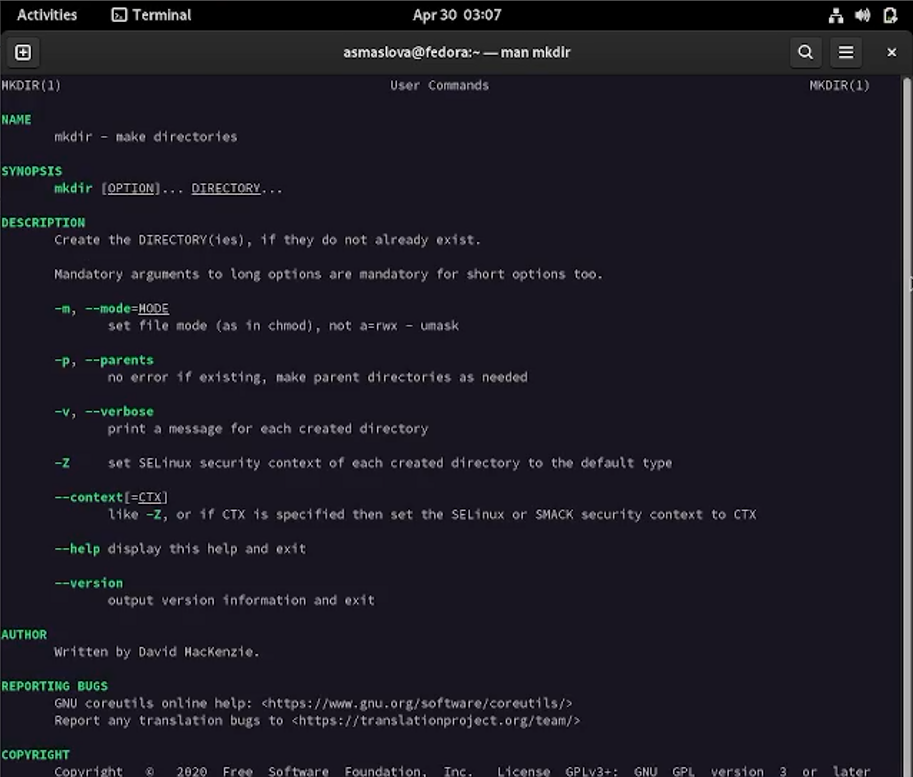 Activities Terminal Apr 30 03:07
asmaslova@fedora:~ — man mkdir
MKDIR(1) User Commands MKDIR(1)
NAME
mkdir - make directories
SYNOPSIS
mkdir [OPTION]... DIRECTORY...
DESCRIPTION
Create the DIRECTORY(ies), if they do not already exist.
Mandatory arguments to long options are mandatory for short options too.
-m, --mode=MODE
set file mode (as in chmod), not a=rwx - umask
-p, --parents
no error if existing, make parent directories as needed
-v, --verbose
print a message for each created directory
-Z set SELinux security context of each created directory to the default type
--context[=CTX]
like -Z, or if CTX is specified then set the SELinux or SMACK security context to CTX
--help display this help and exit
--version
output version information and exit
AUTHOR
Written by David MacKenzie.
REPORTING BUGS
GNU coreutils online help: <https://www.gnu.org/software/coreutils/>
Report any translation bugs to <https://translationproject.org/team/>
COPYRIGHT
Copyright © 2020 Free Software Foundation, Inc. License GPLv3+: GNU GPL version 3 or later